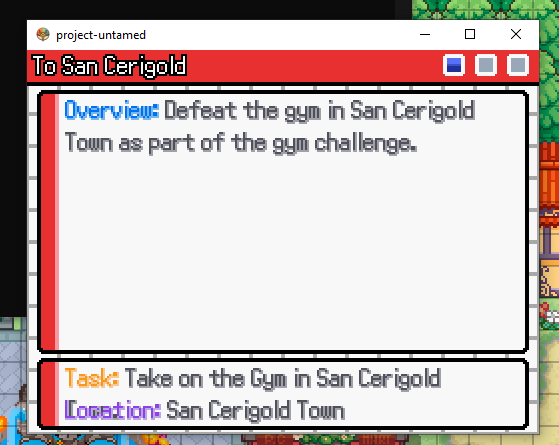 project-untamed
To San Cerigold
Overview: Defeat the gym in San Cerigold
Town as part of the gym challenge.
Task: Take on the Gym in San Cerigold
Location: San Cerigold Town